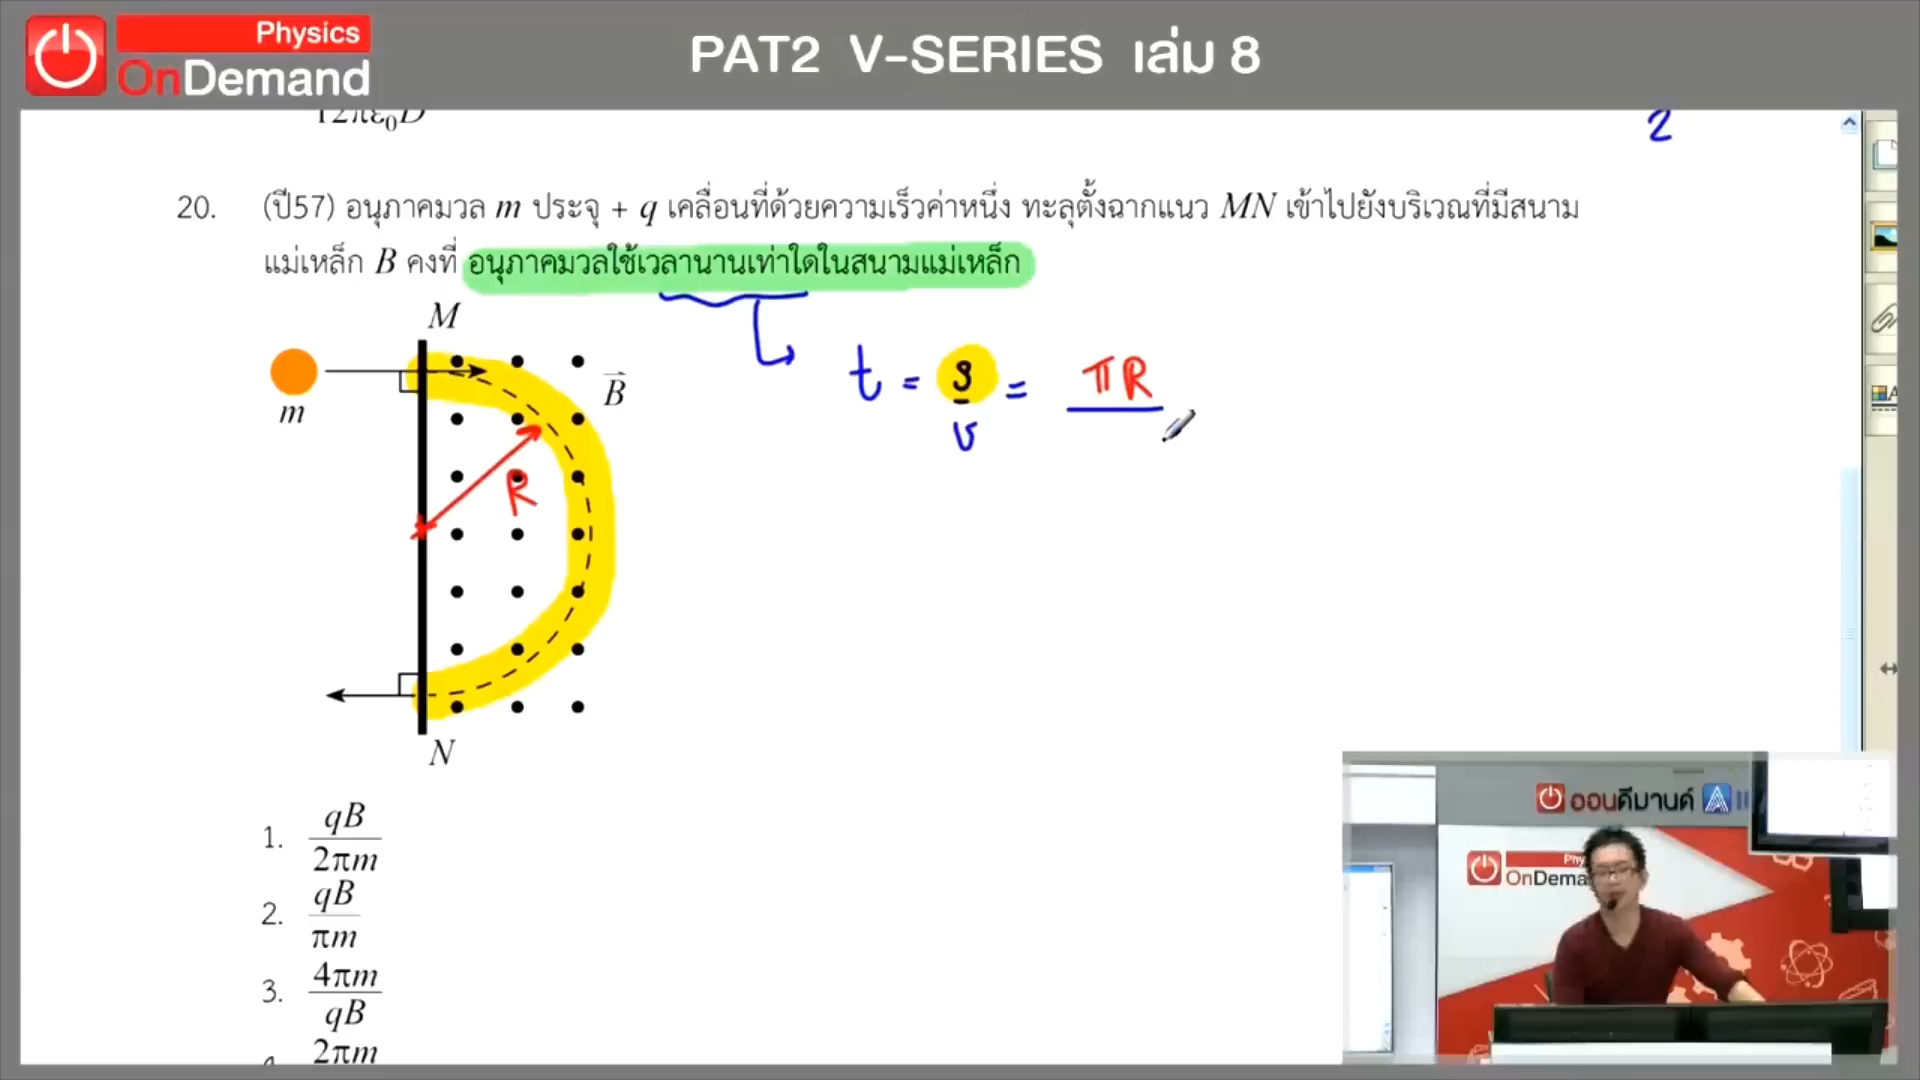 Physics
OnDemand
PAT2 V-SERIES เล่ม 8
12πε₀D
2
20. (ปี57) อนุภาคมวล m ประจุ + q เคลื่อนที่ด้วยความเร็วค่าหนึ่ง ทะลุตั้งฉากแนว MN เข้าไปยังบริเวณที่มีสนาม
แม่เหล็ก B คงที่ อนุภาคมวลใช้เวลานานเท่าใดในสนามแม่เหล็ก
M
m
B
R
N
t = s/v = πR
1. qB/2πm
2. qB/πm
3. 4πm/qB
2πm
ออนดีมานด์
OnDema